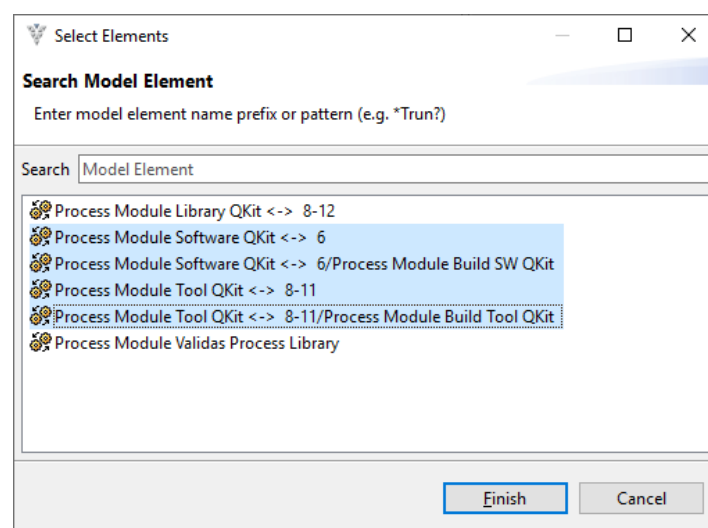 Select Elements
Search Model Element
Enter model element name prefix or pattern (e.g. *Trun?)
Search Model Element
Process Module Library QKit <-> 8-12
Process Module Software QKit <-> 6
Process Module Software QKit <-> 6/Process Module Build SW QKit
Process Module Tool QKit <-> 8-11
Process Module Tool QKit <-> 8-11/Process Module Build Tool QKit
Process Module Validas Process Library
Finish Cancel